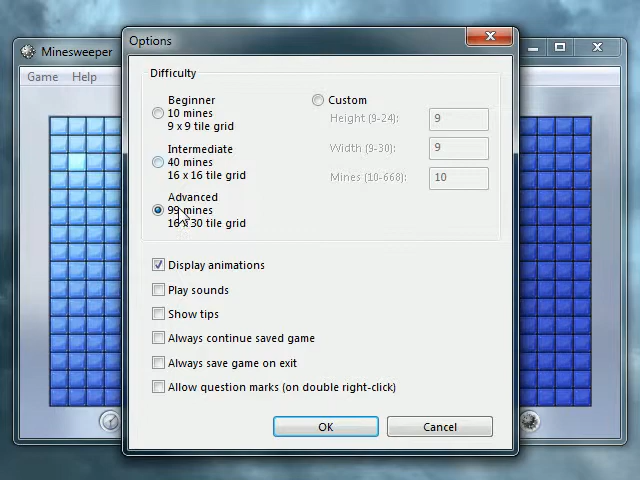 Minesweeper
Options
Game Help
Difficulty
Beginner
10 mines
9 x 9 tile grid
Intermediate
40 mines
16 x 16 tile grid
Advanced
99 mines
16 x 30 tile grid
Custom
Height (9-24): 9
Width (9-30): 9
Mines (10-668): 10
Display animations
Play sounds
Show tips
Always continue saved game
Always save game on exit
Allow question marks (on double right-click)
OK Cancel